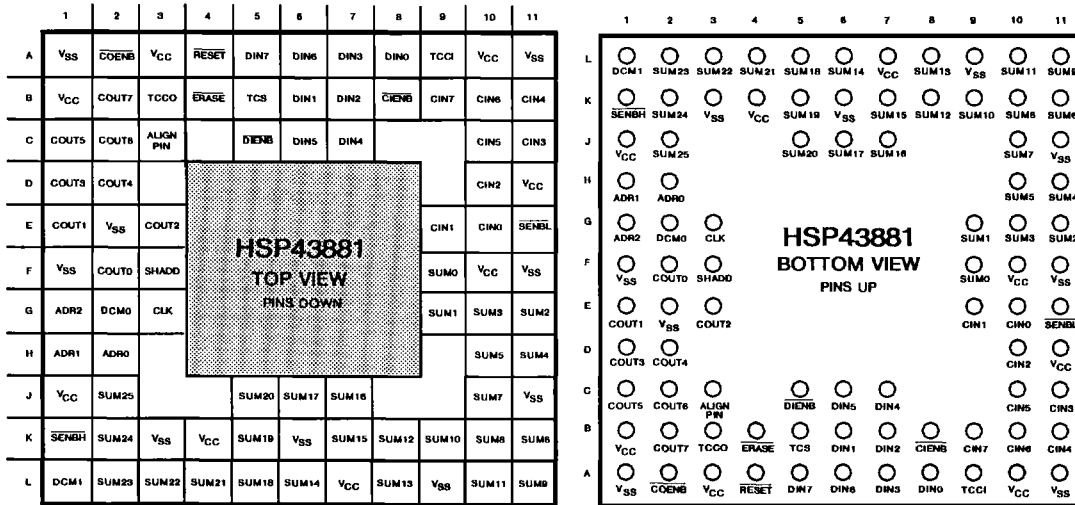 1 2 3 4 5 6 7 8 9 10 11
A VSS COENB VCC RESET DIN7 DIN6 DIN3 DIN0 TCCI VCC VSS
B VCC COUT7 TCCO ERASE TCS DIN1 DIN2 CIENB CIN7 CIN6 CIN4
C COUT5 COUT6 ALIGN PIN DIENB DIN5 DIN4 CIN5 CIN3
D COUT3 COUT4 CIN2 VCC
E COUT1 VSS COUT2 CIN1 CIN0 SENBL
F VSS COUT0 SHADD SUM0 VCC VSS
G ADR2 DCM0 CLK SUM1 SUM3 SUM2
H ADR1 ADR0 SUM5 SUM4
J VCC SUM25 SUM20 SUM17 SUM16 SUM7 VSS
K SENBH SUM24 VSS VCC SUM19 VSS SUM15 SUM12 SUM10 SUM8 SUM6
L DCM1 SUM23 SUM22 SUM21 SUM18 SUM14 VCC SUM13 VSS SUM11 SUM9
HSP43881
TOP VIEW
PINS DOWN
1 2 3 4 5 6 7 8 9 10 11
L DCM1 SUM23 SUM22 SUM21 SUM18 SUM14 VCC SUM13 VSS SUM11 SUM9
K SENBH SUM24 VSS VCC SUM19 VSS SUM15 SUM12 SUM10 SUM8 SUM6
J VCC SUM25 SUM20 SUM17 SUM16 SUM7 VSS
H ADR1 ADR0 SUM5 SUM4
G ADR2 DCM0 CLK SUM1 SUM3 SUM2
F VSS COUT0 SHADD SUM0 VCC VSS
E COUT1 VSS COUT2 CIN1 CIN0 SENBL
D COUT3 COUT4 CIN2 VCC
C COUT5 COUT6 ALIGN PIN DIENB DIN5 DIN4 CIN5 CIN3
B VCC COUT7 TCCO ERASE TCS DIN1 DIN2 CIENB CIN7 CIN6 CIN4
A VSS COENB VCC RESET DIN7 DIN6 DIN3 DIN0 TCCI VCC VSS
HSP43881
BOTTOM VIEW
PINS UP